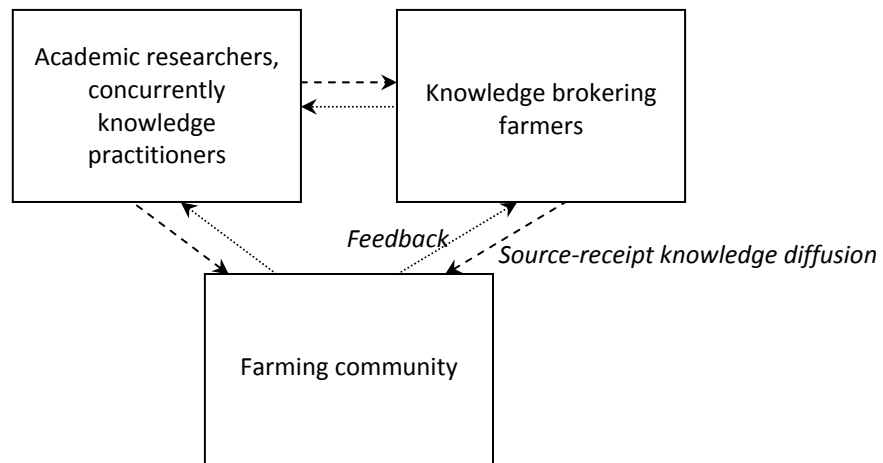 Academic researchers,
concurrently
knowledge
practitioners
Knowledge brokering
farmers
Feedback
Source-receipt knowledge diffusion
Farming community